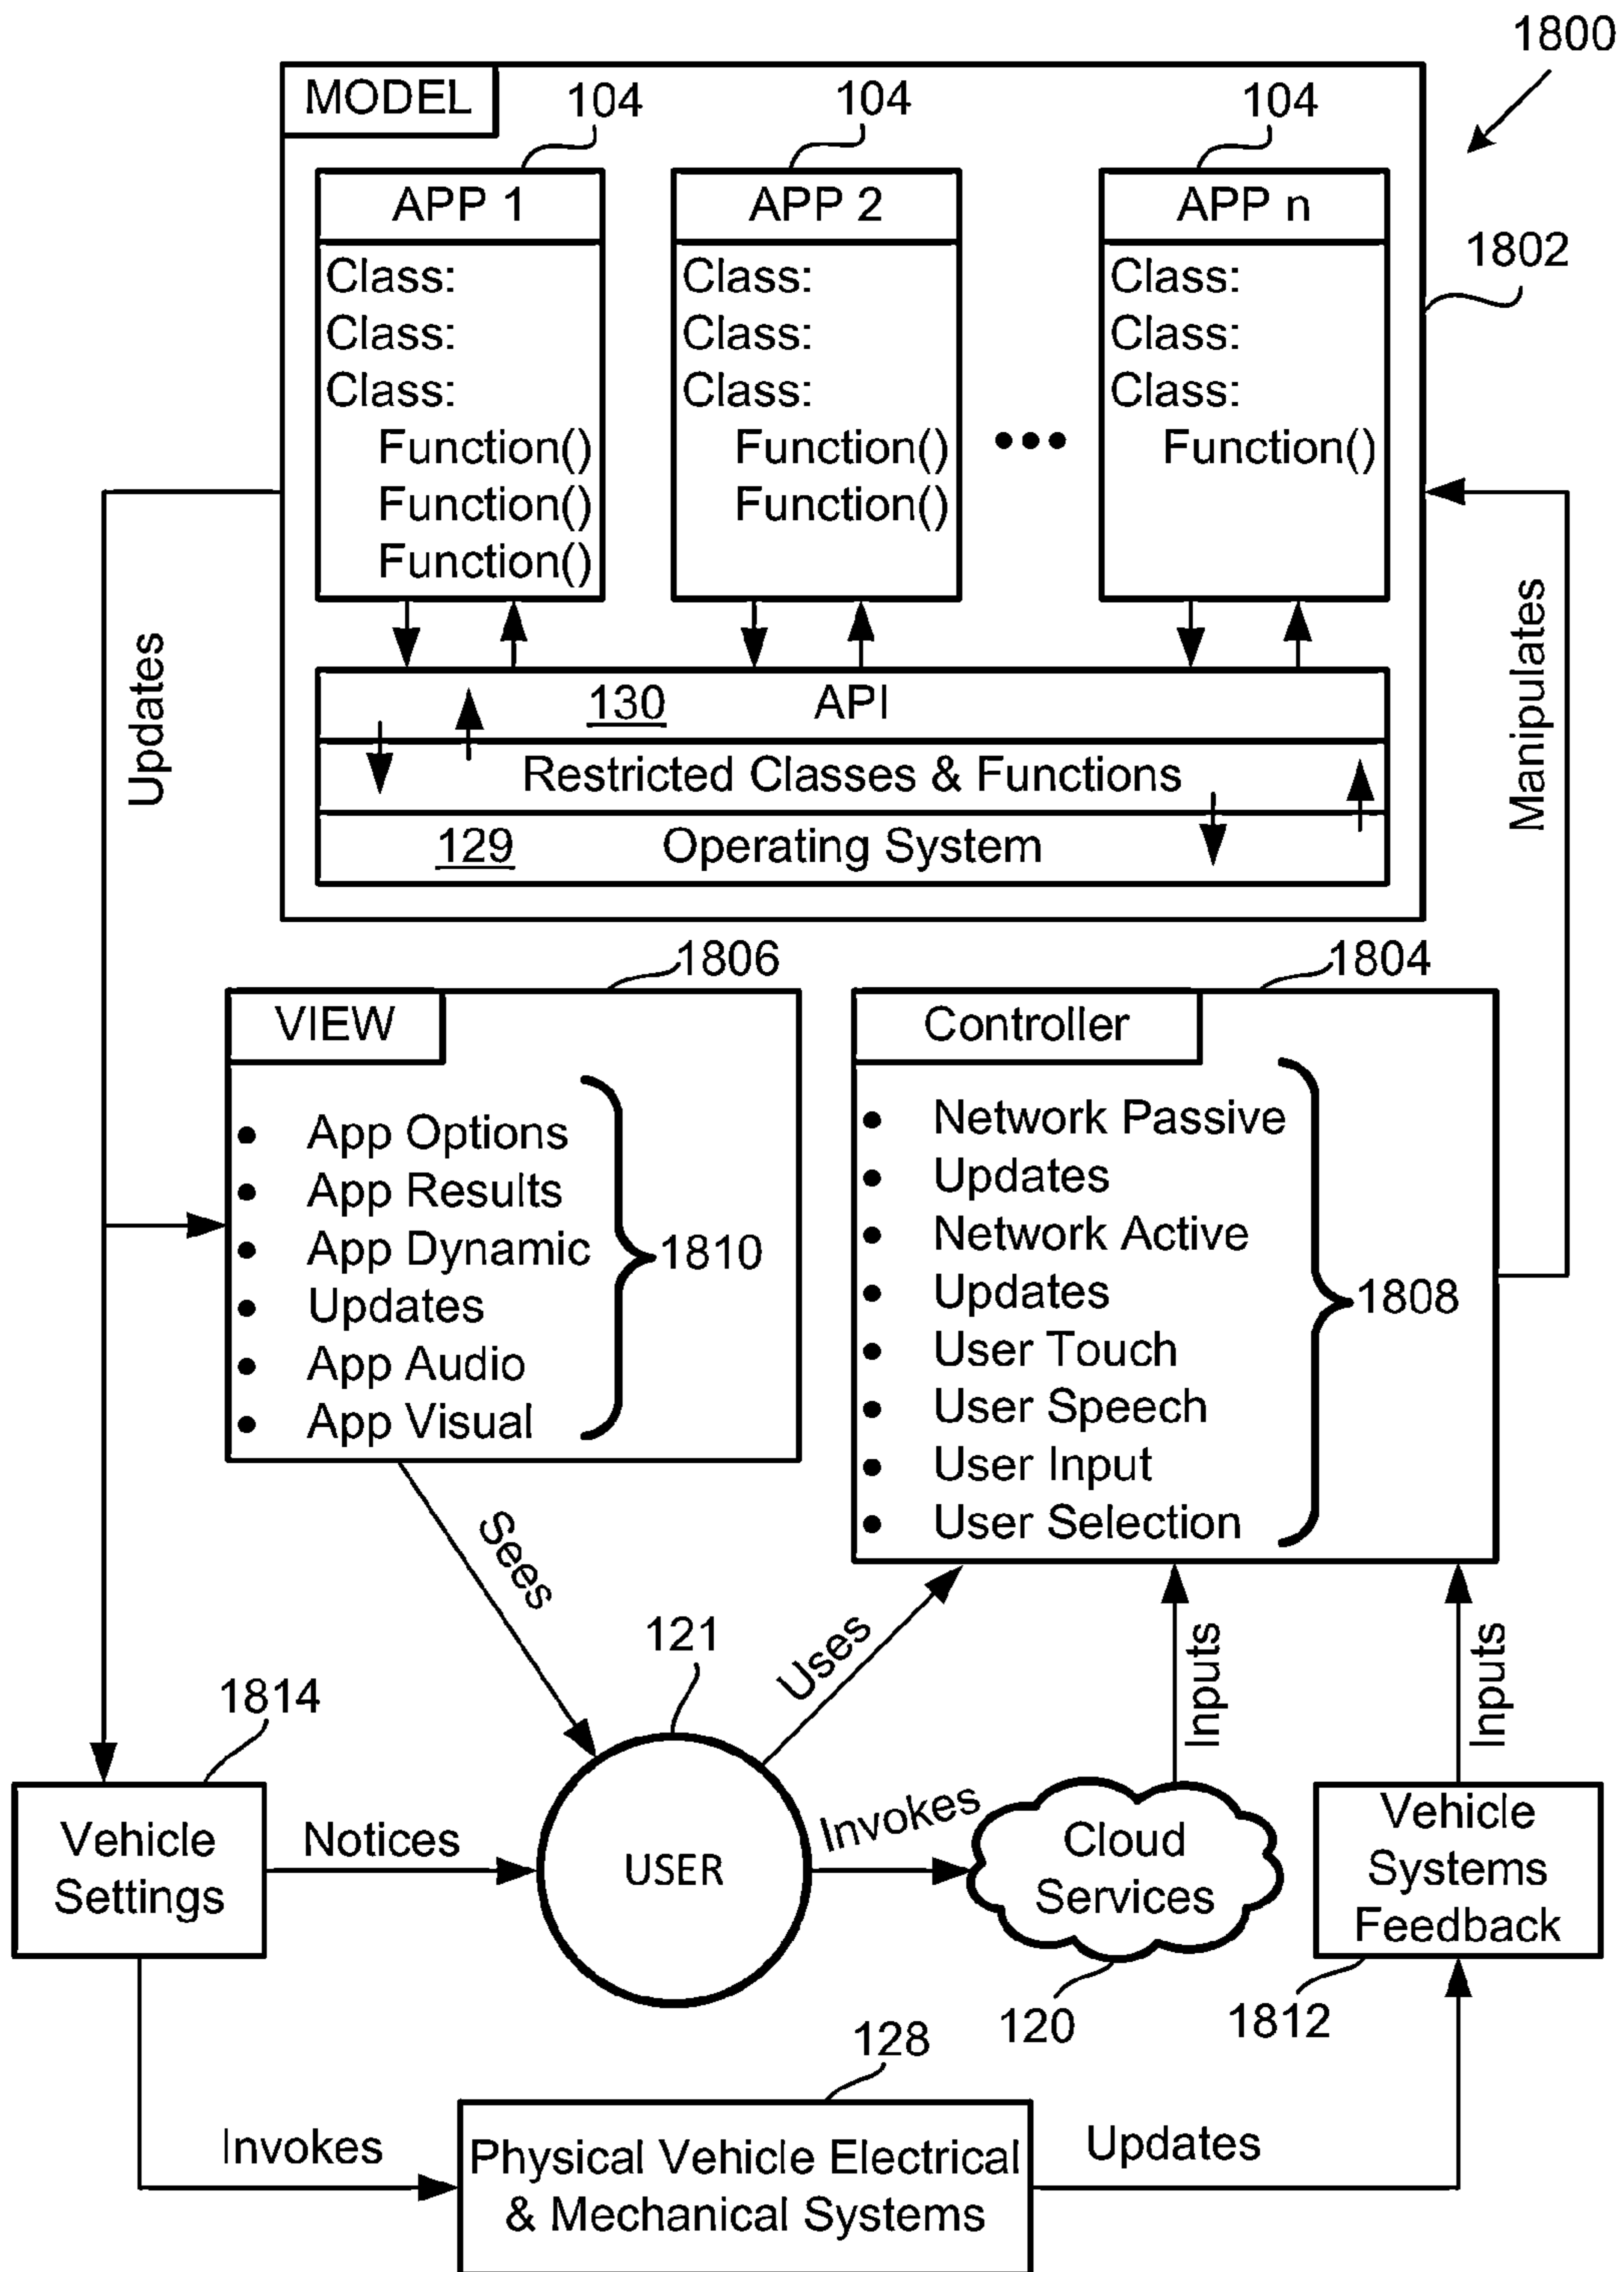 1800
MODEL
104
104
104
1802
APP 1
Class:
Class:
Class:
Function()
Function()
Function()
APP 2
Class:
Class:
Class:
Function()
Function()
•••
APP n
Class:
Class:
Class:
Function()
130 API
Restricted Classes & Functions
129 Operating System
Updates
Manipulates
1806
VIEW
• App Options
• App Results
• App Dynamic
• Updates
• App Audio
• App Visual
1810
1804
Controller
• Network Passive
• Updates
• Network Active
• Updates
• User Touch
• User Speech
• User Input
• User Selection
1808
Sees
121
Uses
Inputs
Inputs
1814
Vehicle
Settings
Notices
USER
Invokes
Cloud
Services
120
Vehicle
Systems
Feedback
1812
128
Invokes
Physical Vehicle Electrical
& Mechanical Systems
Updates